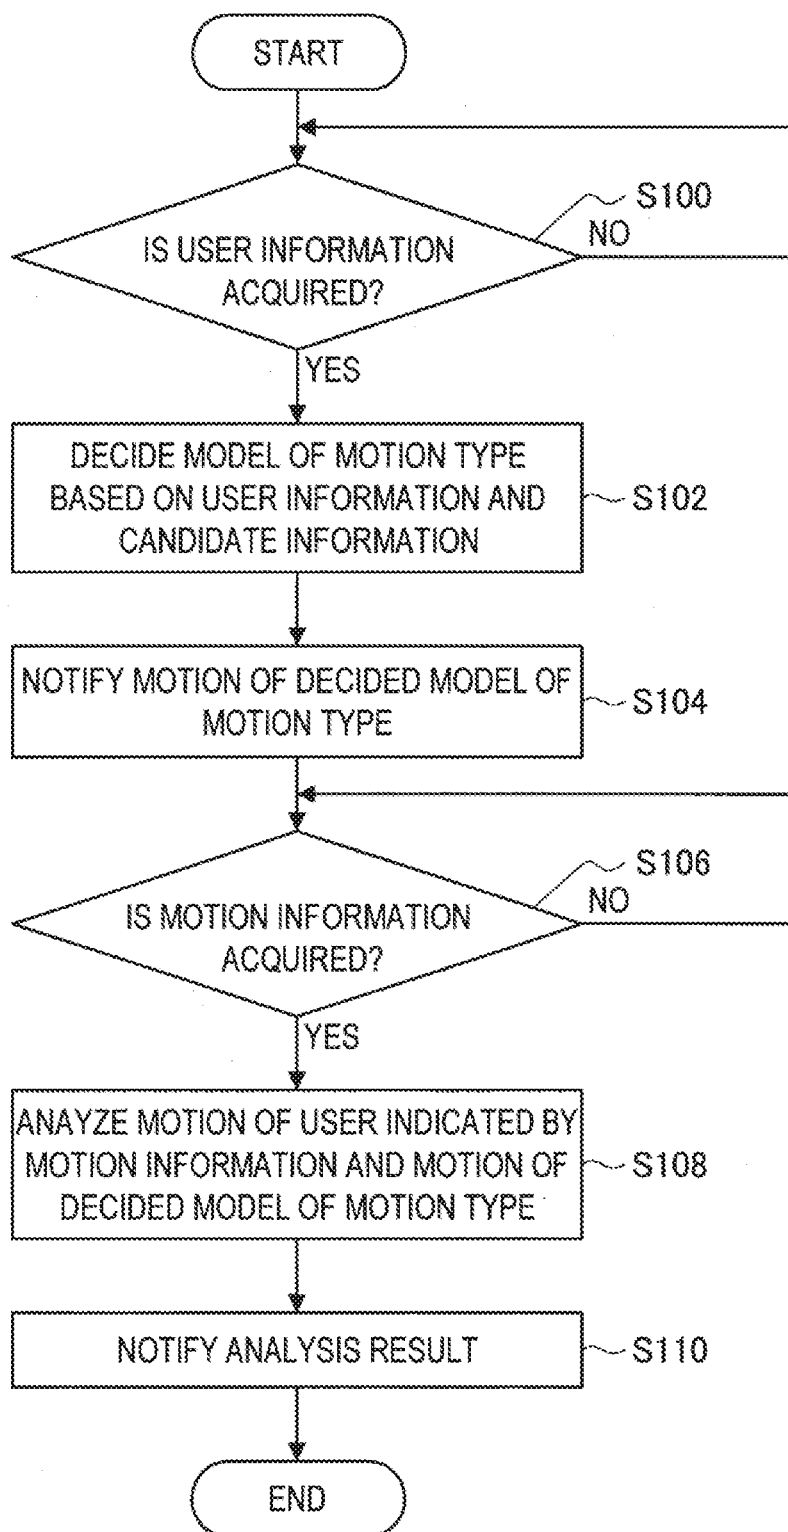 START
S100
NO
IS USER INFORMATION
ACQUIRED?
YES
DECIDE MODEL OF MOTION TYPE
BASED ON USER INFORMATION AND
CANDIDATE INFORMATION
S102
NOTIFY MOTION OF DECIDED MODEL OF
MOTION TYPE
S104
S106
NO
IS MOTION INFORMATION
ACQUIRED?
YES
ANAYZE MOTION OF USER INDICATED BY
MOTION INFORMATION AND MOTION OF
DECIDED MODEL OF MOTION TYPE
S108
NOTIFY ANALYSIS RESULT
S110
END